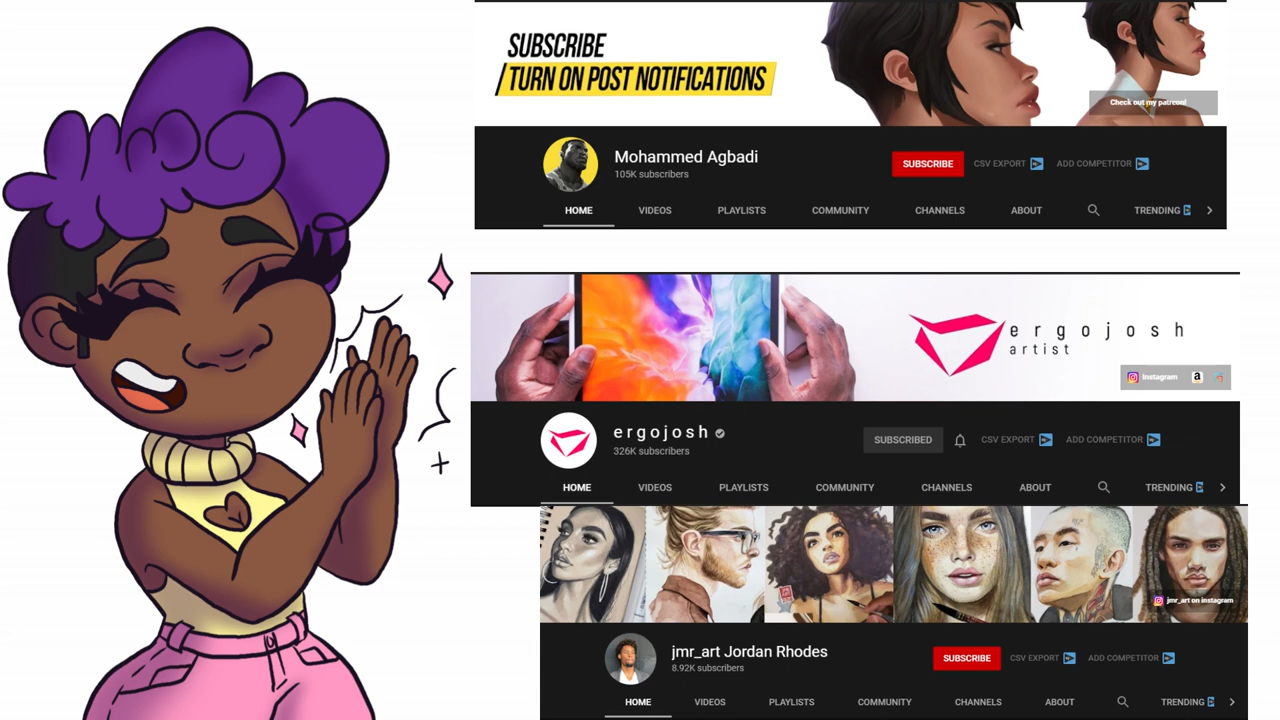 SUBSCRIBE
TURN ON POST NOTIFICATIONS
Check out my patreon!
Mohammed Agbadi
105K subscribers
SUBSCRIBE CSV EXPORT ADD COMPETITOR
HOME VIDEOS PLAYLISTS COMMUNITY CHANNELS ABOUT TRENDING
ergojosh
artist
Instagram
ergojosh
326K subscribers
SUBSCRIBED CSV EXPORT ADD COMPETITOR
HOME VIDEOS PLAYLISTS COMMUNITY CHANNELS ABOUT TRENDING
jmr_art on instagram
jmr_art Jordan Rhodes
8.92K subscribers
SUBSCRIBE CSV EXPORT ADD COMPETITOR
HOME VIDEOS PLAYLISTS COMMUNITY CHANNELS ABOUT TRENDING